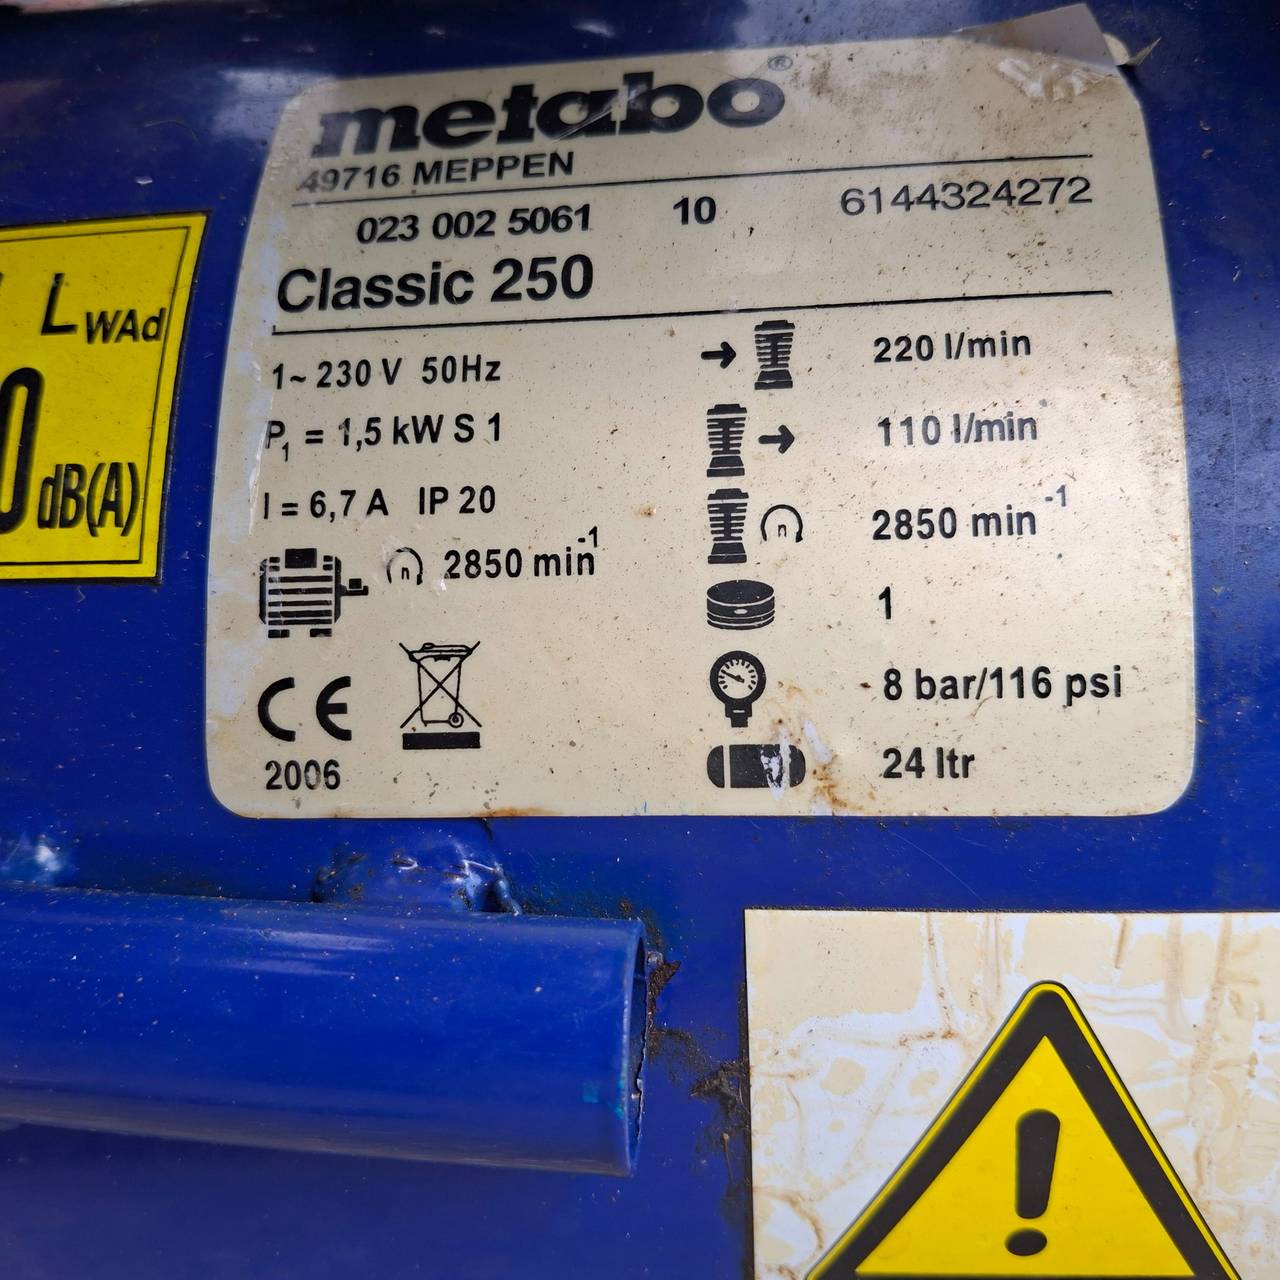 metabo®
49716 MEPPEN
023 002 5061 10 6144324272
Classic 250
1~ 230 V 50Hz
P1 = 1,5 kW S 1
I = 6,7 A IP 20
n 2850 min-1
CE
2006
220 l/min
110 l/min
n 2850 min-1
1
8 bar/116 psi
24 ltr
LWAd
0 dB(A)
!